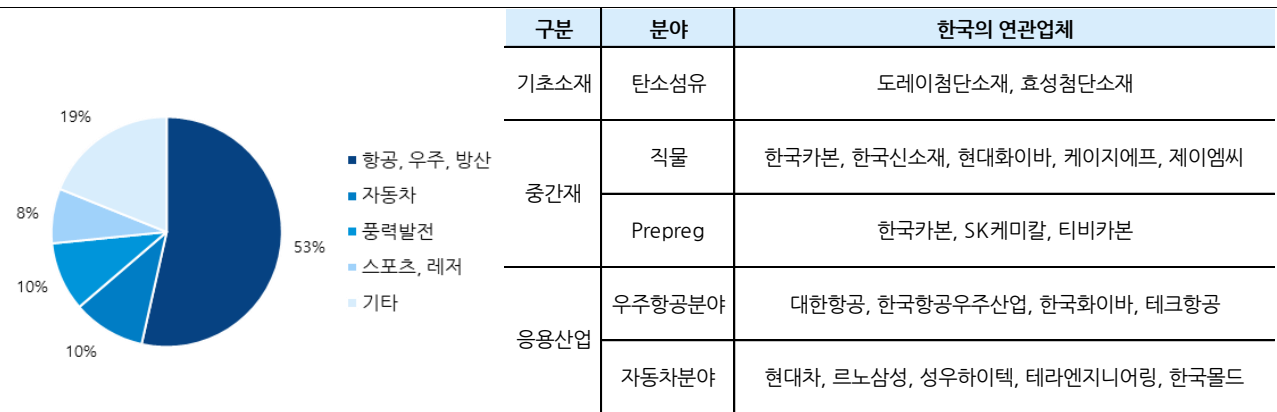 19%
8%
10%
10%
53%
항공, 우주, 방산
자동차
풍력발전
스포츠, 레저
기타
구분 분야 한국의 연관업체
기초소재 탄소섬유 도레이첨단소재, 효성첨단소재
중간재
직물 한국카본, 한국신소재, 현대화이바, 케이지에프, 제이엠씨
Prepreg 한국카본, SK케미칼, 티비카본
응용산업
우주항공분야 대한항공, 한국항공우주산업, 한국화이바, 테크항공
자동차분야 현대차, 르노삼성, 성우하이텍, 테라엔지니어링, 한국몰드